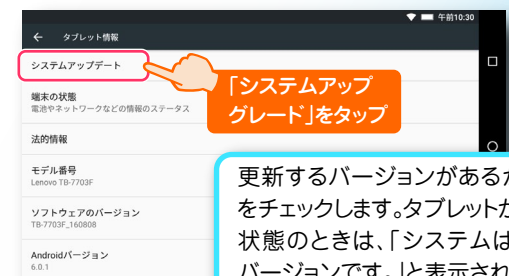 午前10:30
タブレット情報
システムアップデート
「システムアップ
グレード」をタップ
端末の状態
電池やネットワークなどの情報のステータス
法的情報
モデル番号
Lenovo TB-7703F
ソフトウェアのバージョン
TB-7703F_160808
Androidバージョン
6.0.1
更新するバージョンがある
をチェックします。タブレットが
状態のときは、「システムは
バージョンです。」と表示され